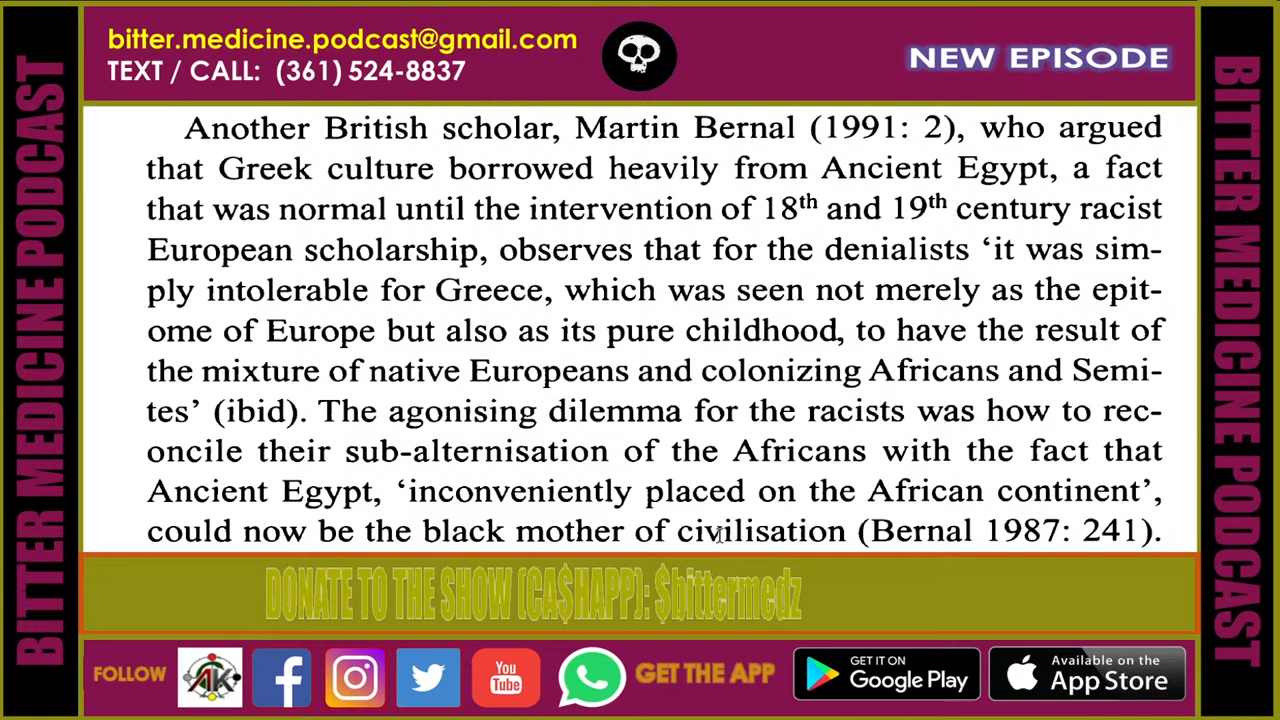 BITTER MEDICINE PODCAST
bitter.medicine.podcast@gmail.com
TEXT / CALL: (361) 524-8837
NEW EPISODE
Another British scholar, Martin Bernal (1991: 2), who argued
that Greek culture borrowed heavily from Ancient Egypt, a fact
that was normal until the intervention of 18th and 19th century racist
European scholarship, observes that for the denialists ‘it was sim-
ply intolerable for Greece, which was seen not merely as the epit-
ome of Europe but also as its pure childhood, to have the result of
the mixture of native Europeans and colonizing Africans and Semi-
tes’ (ibid). The agonising dilemma for the racists was how to rec-
oncile their sub-alternisation of the Africans with the fact that
Ancient Egypt, ‘inconveniently placed on the African continent’,
could now be the black mother of civilisation (Bernal 1987: 241).
DONATE TO THE SHOW (CA$HAPP): $bittermedz
FOLLOW
ATK
You
Tube
GET THE APP
GET IT ON
Google Play
Available on the
App Store
BITTER MEDICINE PODCAST